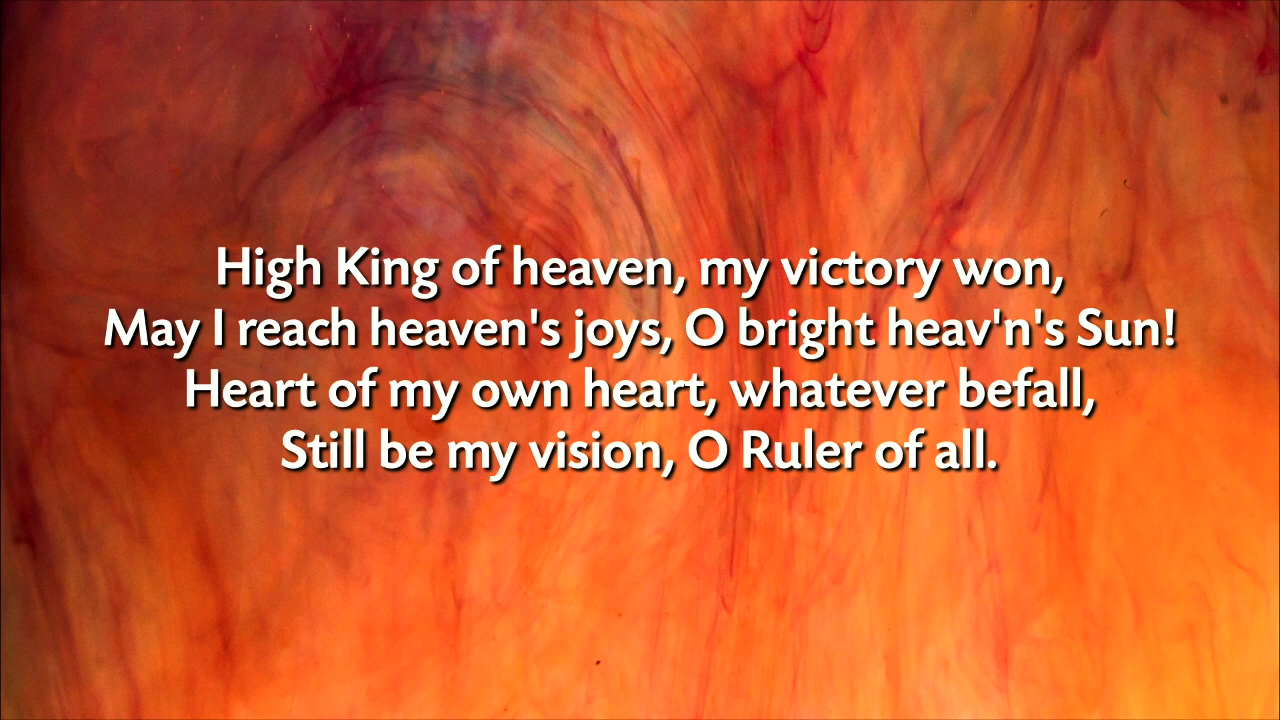 High King of heaven, my victory won,
May I reach heaven's joys, O bright heav'n's Sun!
Heart of my own heart, whatever befall,
Still be my vision, O Ruler of all.